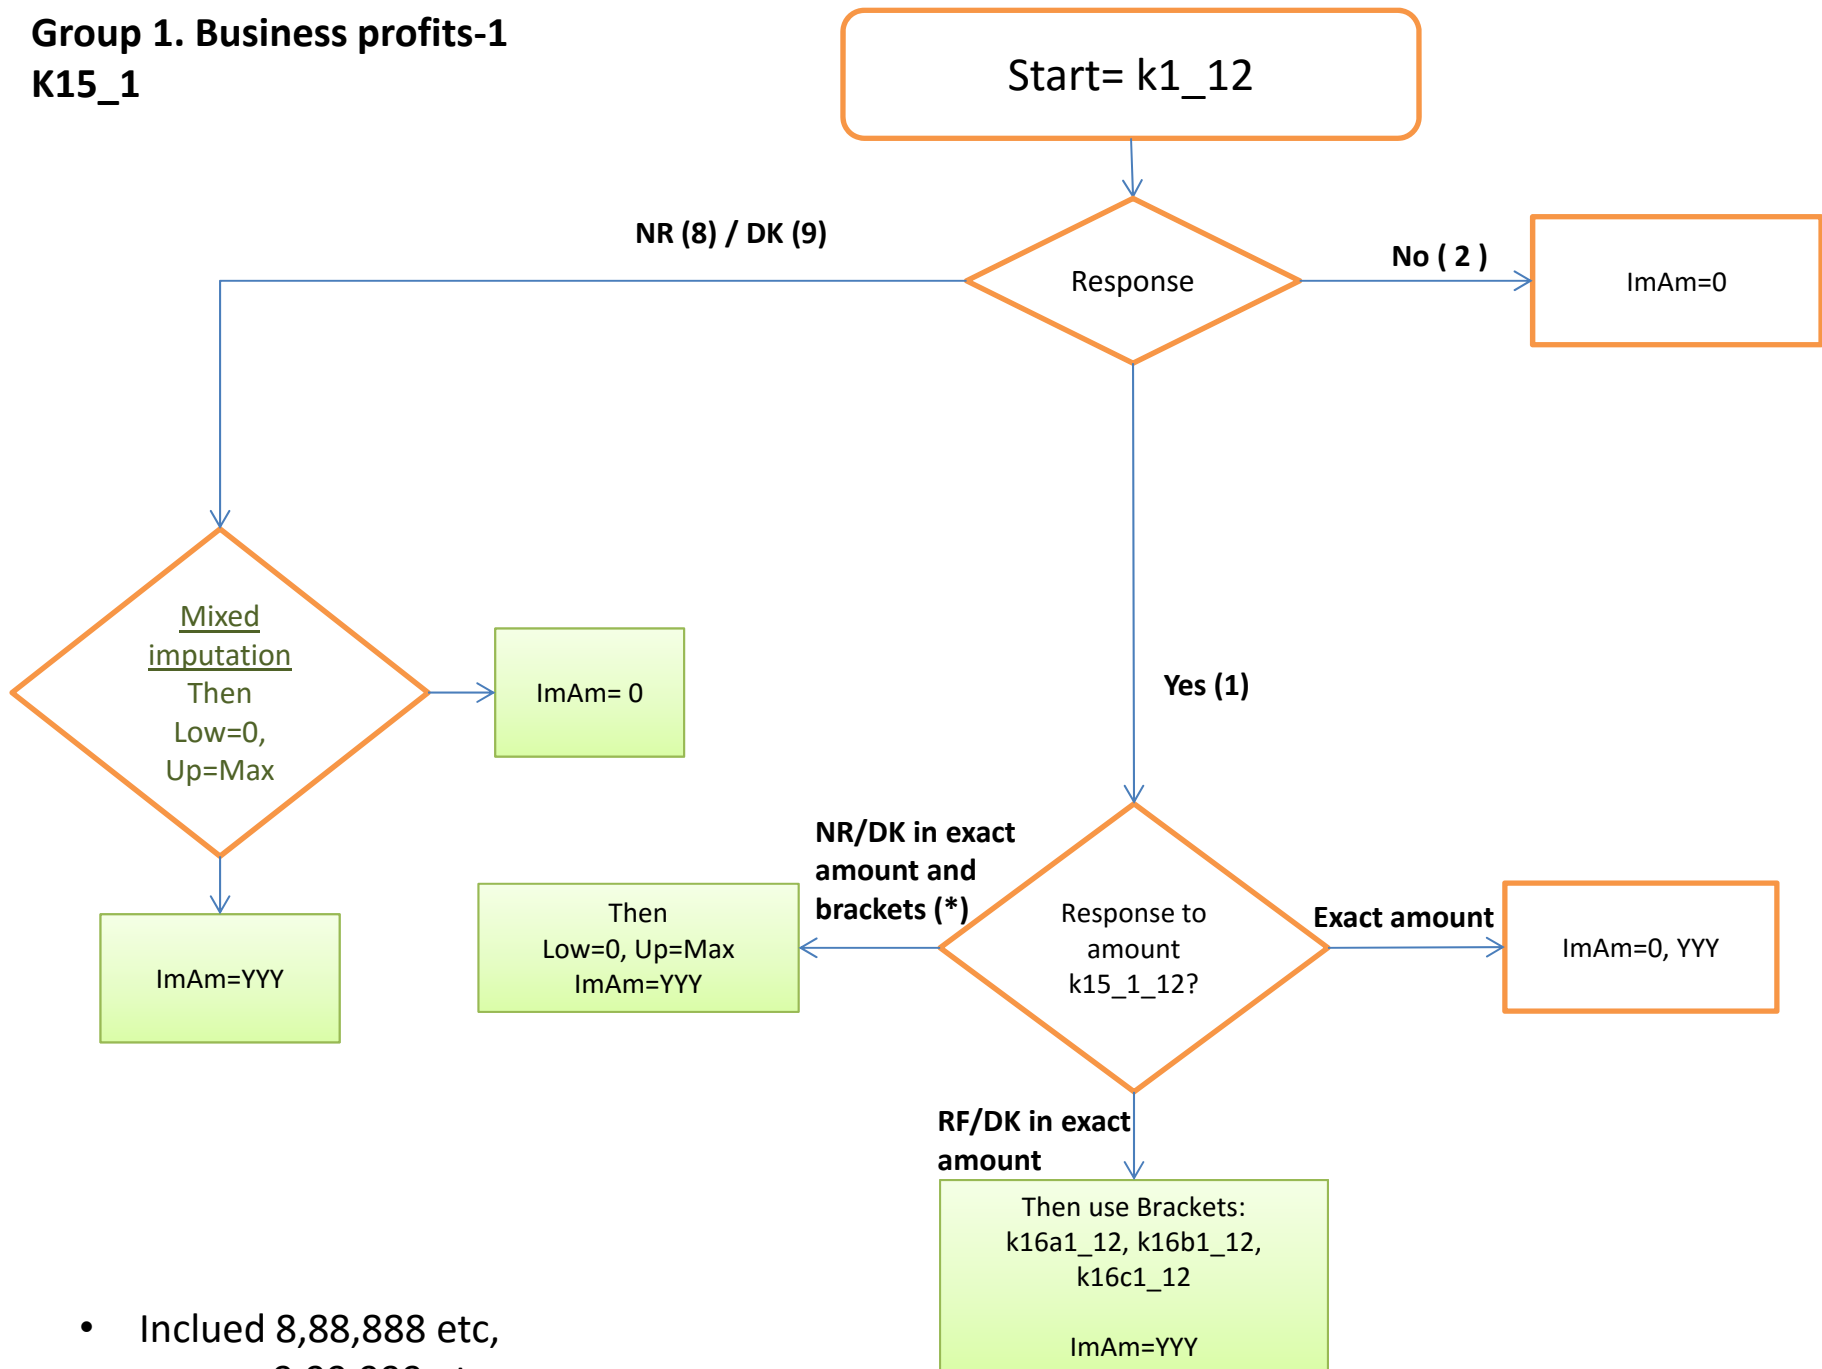 Group 1. Business profits-1
K15_1
Start= k1_12
NR (8) / DK (9)
No ( 2 )
Response
ImAm=0
Mixed
imputation
Then
Low=0,
Up=Max
ImAm= 0
Yes (1)
NR/DK in exact
amount and
brackets (*)
Then
Low=0, Up=Max
ImAm=YYY
Response to
amount
k15_1_12?
Exact amount
ImAm=0, YYY
ImAm=YYY
RF/DK in exact
amount
Then use Brackets:
k16a1_12, k16b1_12,
k16c1_12
ImAm=YYY
• Inclued 8,88,888 etc,